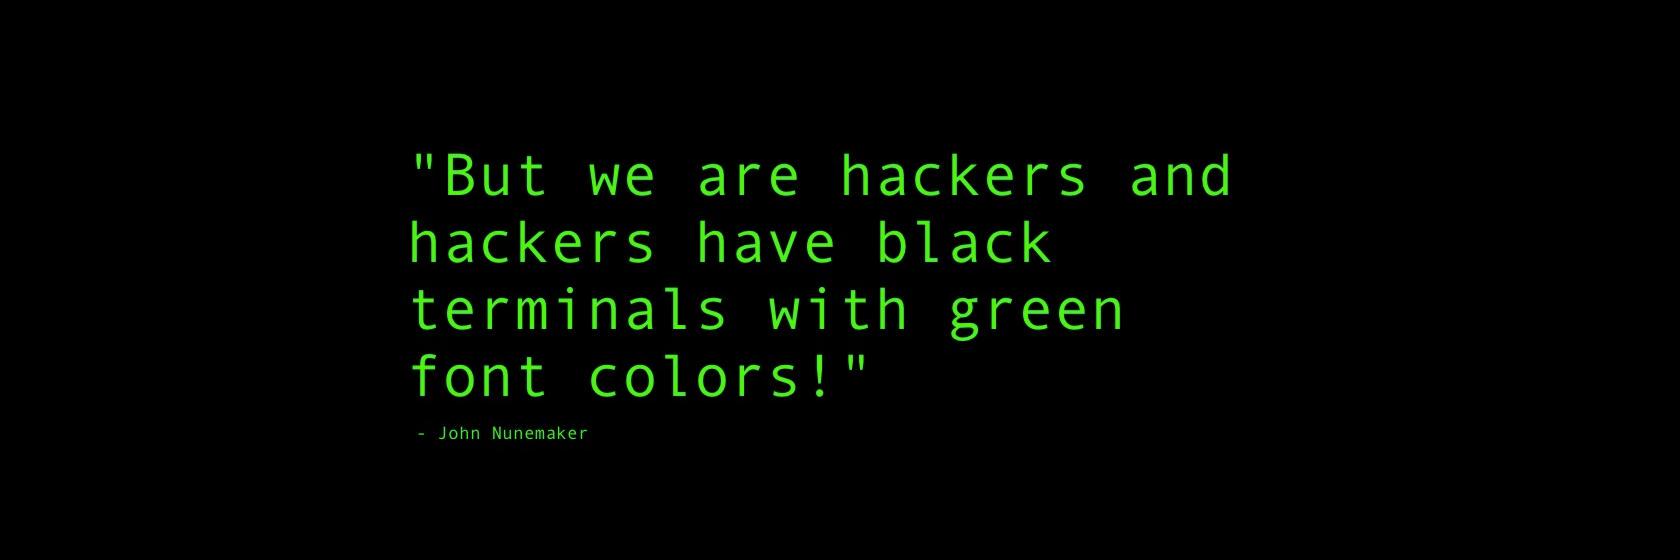 "But we are hackers and
hackers have black
terminals with green
font colors!"
- John Nunemaker